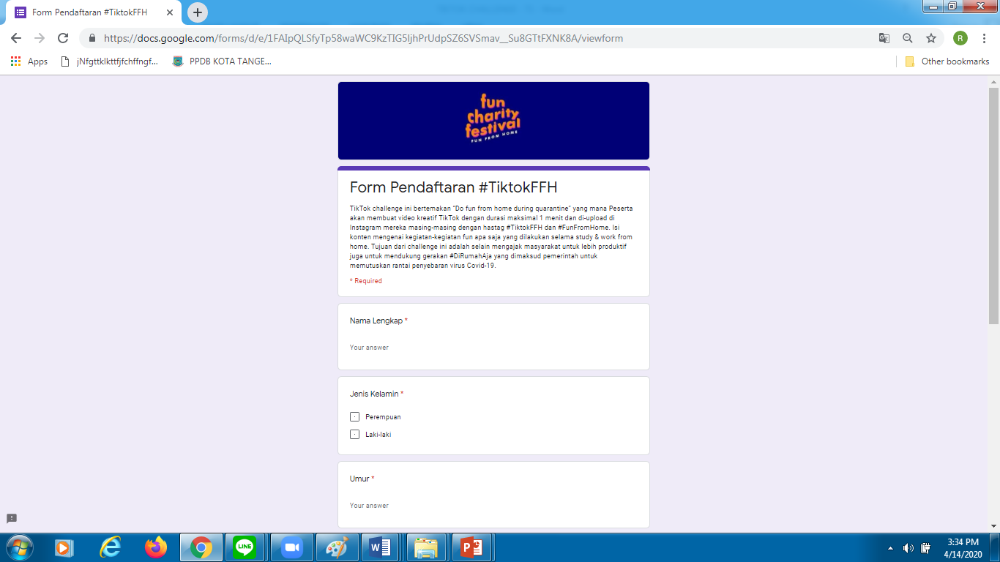 Form Pendaftaran #TiktokFFH
https://docs.google.com/forms/d/e/1FAIpQLSfyTp58waWC9KzTIG5IjhPrUdpSZ6SVSmav__Su8GTtFXNK8A/viewform
R
Apps
jNfgttklkttfjfchffngf...
PPDB KOTA TANGE...
Other bookmarks
fun
charity
festival
FUN FROM HOME
Form Pendaftaran #TiktokFFH
TikTok challenge ini bertemakan "Do fun from home during quarantine" yang mana Peserta
akan membuat video kreatif TikTok dengan durasi maksimal 1 menit dan di-upload di
Instagram mereka masing-masing dengan hastag #TiktokFFH dan #FunFromHome. Isi
konten mengenai kegiatan-kegiatan fun apa saja yang dilakukan selama study & work from
home. Tujuan dari challenge ini adalah selain mengajak masyarakat untuk lebih produktif
juga untuk mendukung gerakan #DiRumahAja yang dimaksud pemerintah untuk
memutuskan rantai penyebaran virus Covid-19.
* Required
Nama Lengkap *
Your answer
Jenis Kelamin *
Perempuan
Laki-laki
Umur *
Your answer
LINE
3:34 PM
4/14/2020